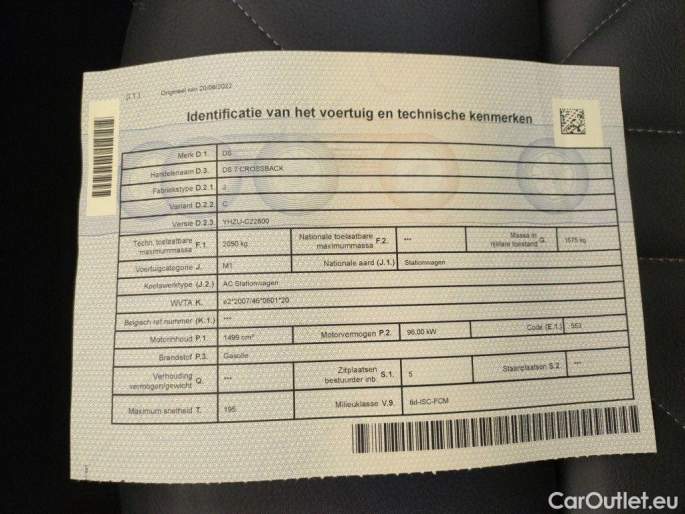 (I.1.) Origineel van 20/06/2022
Identificatie van het voertuig en technische kenmerken
Merk D.1. DS
Handelsnaam D.3. DS 7 CROSSBACK
Fabriekstype D.2.1. J
Variant D.2.2. C
Versie D.2.3. YHZU-C22600
Techn. toelaatbare maximummassa F.1. 2050 kg Nationale toelaatbare maximummassa F.2. --- Massa in rijklare toestand G. 1575 kg
Voertuigcategorie J. M1 Nationale aard (J.1.) Stationwagen
Koetswerktype (J.2.) AC Stationwagen
WVTA K. e2*2007/46*0601*20
Belgisch ref nummer (K.1.) ---
Motorinhoud P.1. 1499 cm³ Motorvermogen P.2. 96,00 kW Code (E.1.) 553
Brandstof P.3. Gasolie
Verhouding vermogen/gewicht Q. --- Zitplaatsen bestuurder inb. S.1. 5 Staanplaatsen S.2. ---
Maximum snelheid T. 195 Milieuklasse V.9. 6d-ISC-FCM
CarOutlet.eu